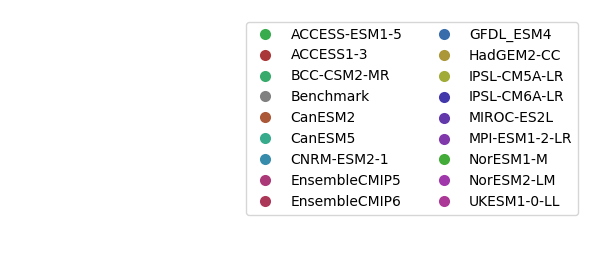 ACCESS-ESM1-5
ACCESS1-3
BCC-CSM2-MR
Benchmark
CanESM2
CanESM5
CNRM-ESM2-1
EnsembleCMIP5
EnsembleCMIP6
GFDL_ESM4
HadGEM2-CC
IPSL-CM5A-LR
IPSL-CM6A-LR
MIROC-ES2L
MPI-ESM1-2-LR
NorESM1-M
NorESM2-LM
UKESM1-0-LL